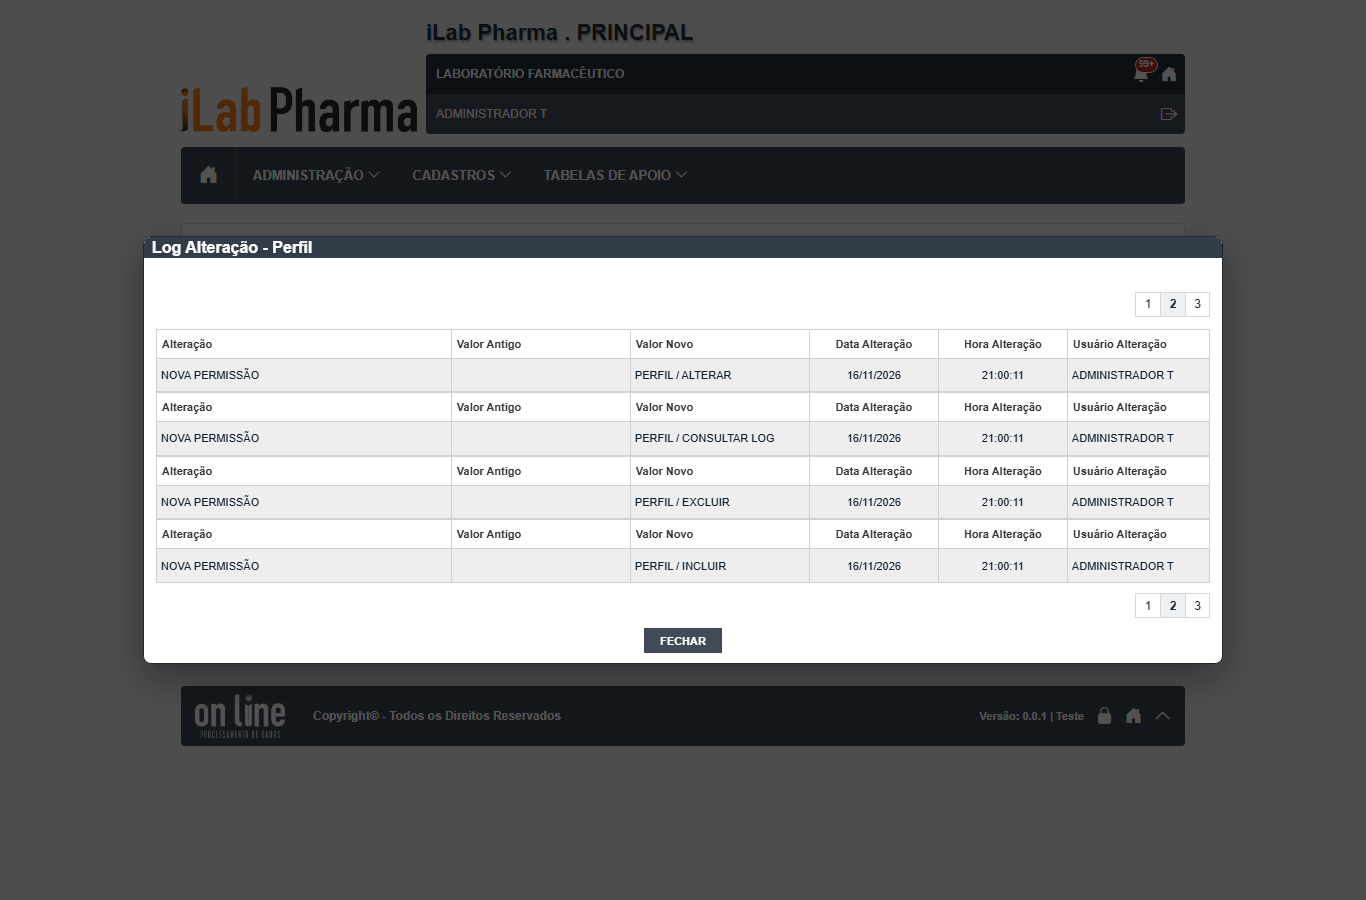 iLab Pharma . PRINCIPAL
LABORATÓRIO FARMACÊUTICO
99+
iLab Pharma
ADMINISTRADOR T
ADMINISTRAÇÃO CADASTROS TABELAS DE APOIO
Log Alteração - Perfil
1 2 3
Alteração Valor Antigo Valor Novo Data Alteração Hora Alteração Usuário Alteração
NOVA PERMISSÃO PERFIL / ALTERAR 16/11/2026 21:00:11 ADMINISTRADOR T
Alteração Valor Antigo Valor Novo Data Alteração Hora Alteração Usuário Alteração
NOVA PERMISSÃO PERFIL / CONSULTAR LOG 16/11/2026 21:00:11 ADMINISTRADOR T
Alteração Valor Antigo Valor Novo Data Alteração Hora Alteração Usuário Alteração
NOVA PERMISSÃO PERFIL / EXCLUIR 16/11/2026 21:00:11 ADMINISTRADOR T
Alteração Valor Antigo Valor Novo Data Alteração Hora Alteração Usuário Alteração
NOVA PERMISSÃO PERFIL / INCLUIR 16/11/2026 21:00:11 ADMINISTRADOR T
1 2 3
FECHAR
on line
PROCESSAMENTO DE DADOS
Copyright© - Todos os Direitos Reservados
Versão: 0.0.1 | Teste